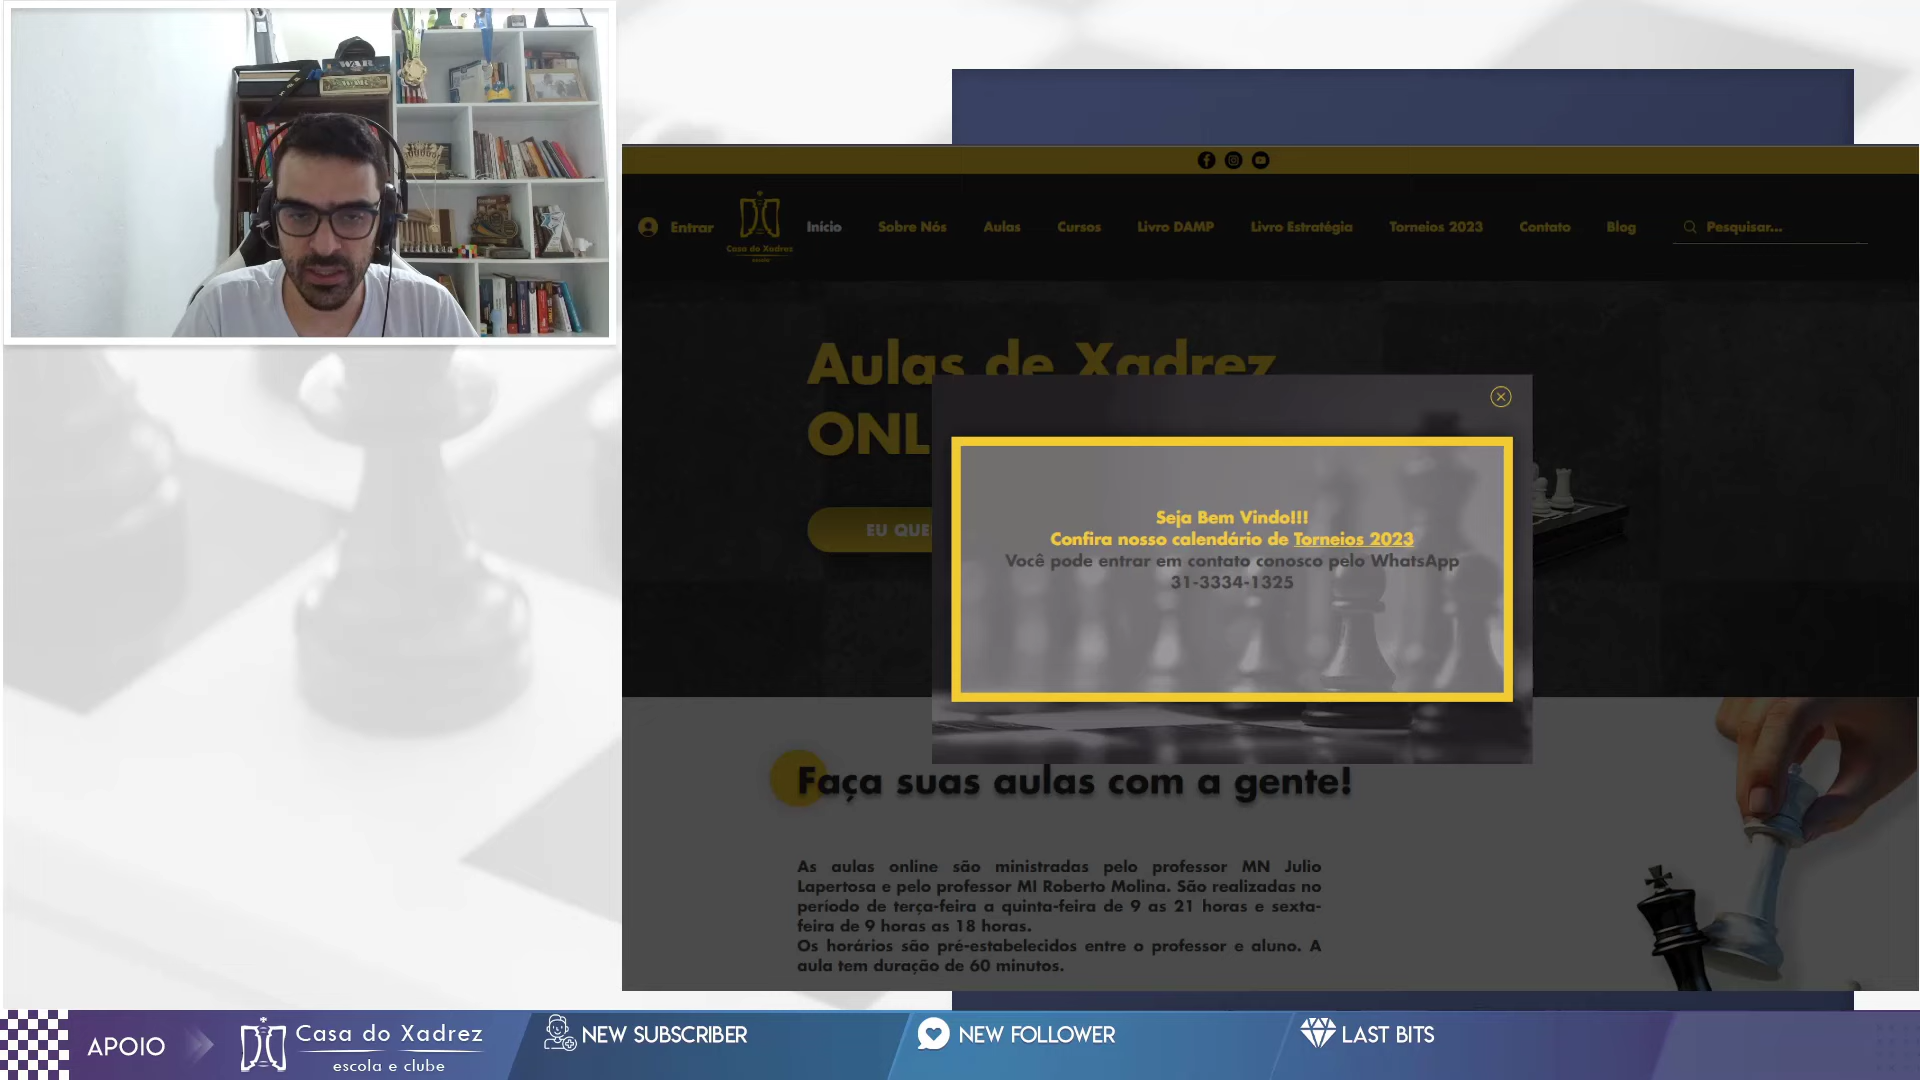 WAR
Entrar
Casa do Xadrez
escola
Início
Sobre Nós
Aulas
Cursos
Livro DAMP
Livro Estratégia
Torneios 2023
Contato
Blog
Pesquisar...
Aulas de Xadrez
ONL
EU QUE
Seja Bem Vindo!!!
Confira nosso calendário de Torneios 2023
Você pode entrar em contato conosco pelo WhatsApp
31-3334-1325
Faça suas aulas com a gente!
As aulas online são ministradas pelo professor MN Julio
Lapertosa e pelo professor MI Roberto Molina. São realizadas no
período de terça-feira a quinta-feira de 9 as 21 horas e sexta-
feira de 9 horas as 18 horas.
Os horários são pré-estabelecidos entre o professor e aluno. A
aula tem duração de 60 minutos.
APOIO
Casa do Xadrez
escola e clube
NEW SUBSCRIBER
NEW FOLLOWER
LAST BITS